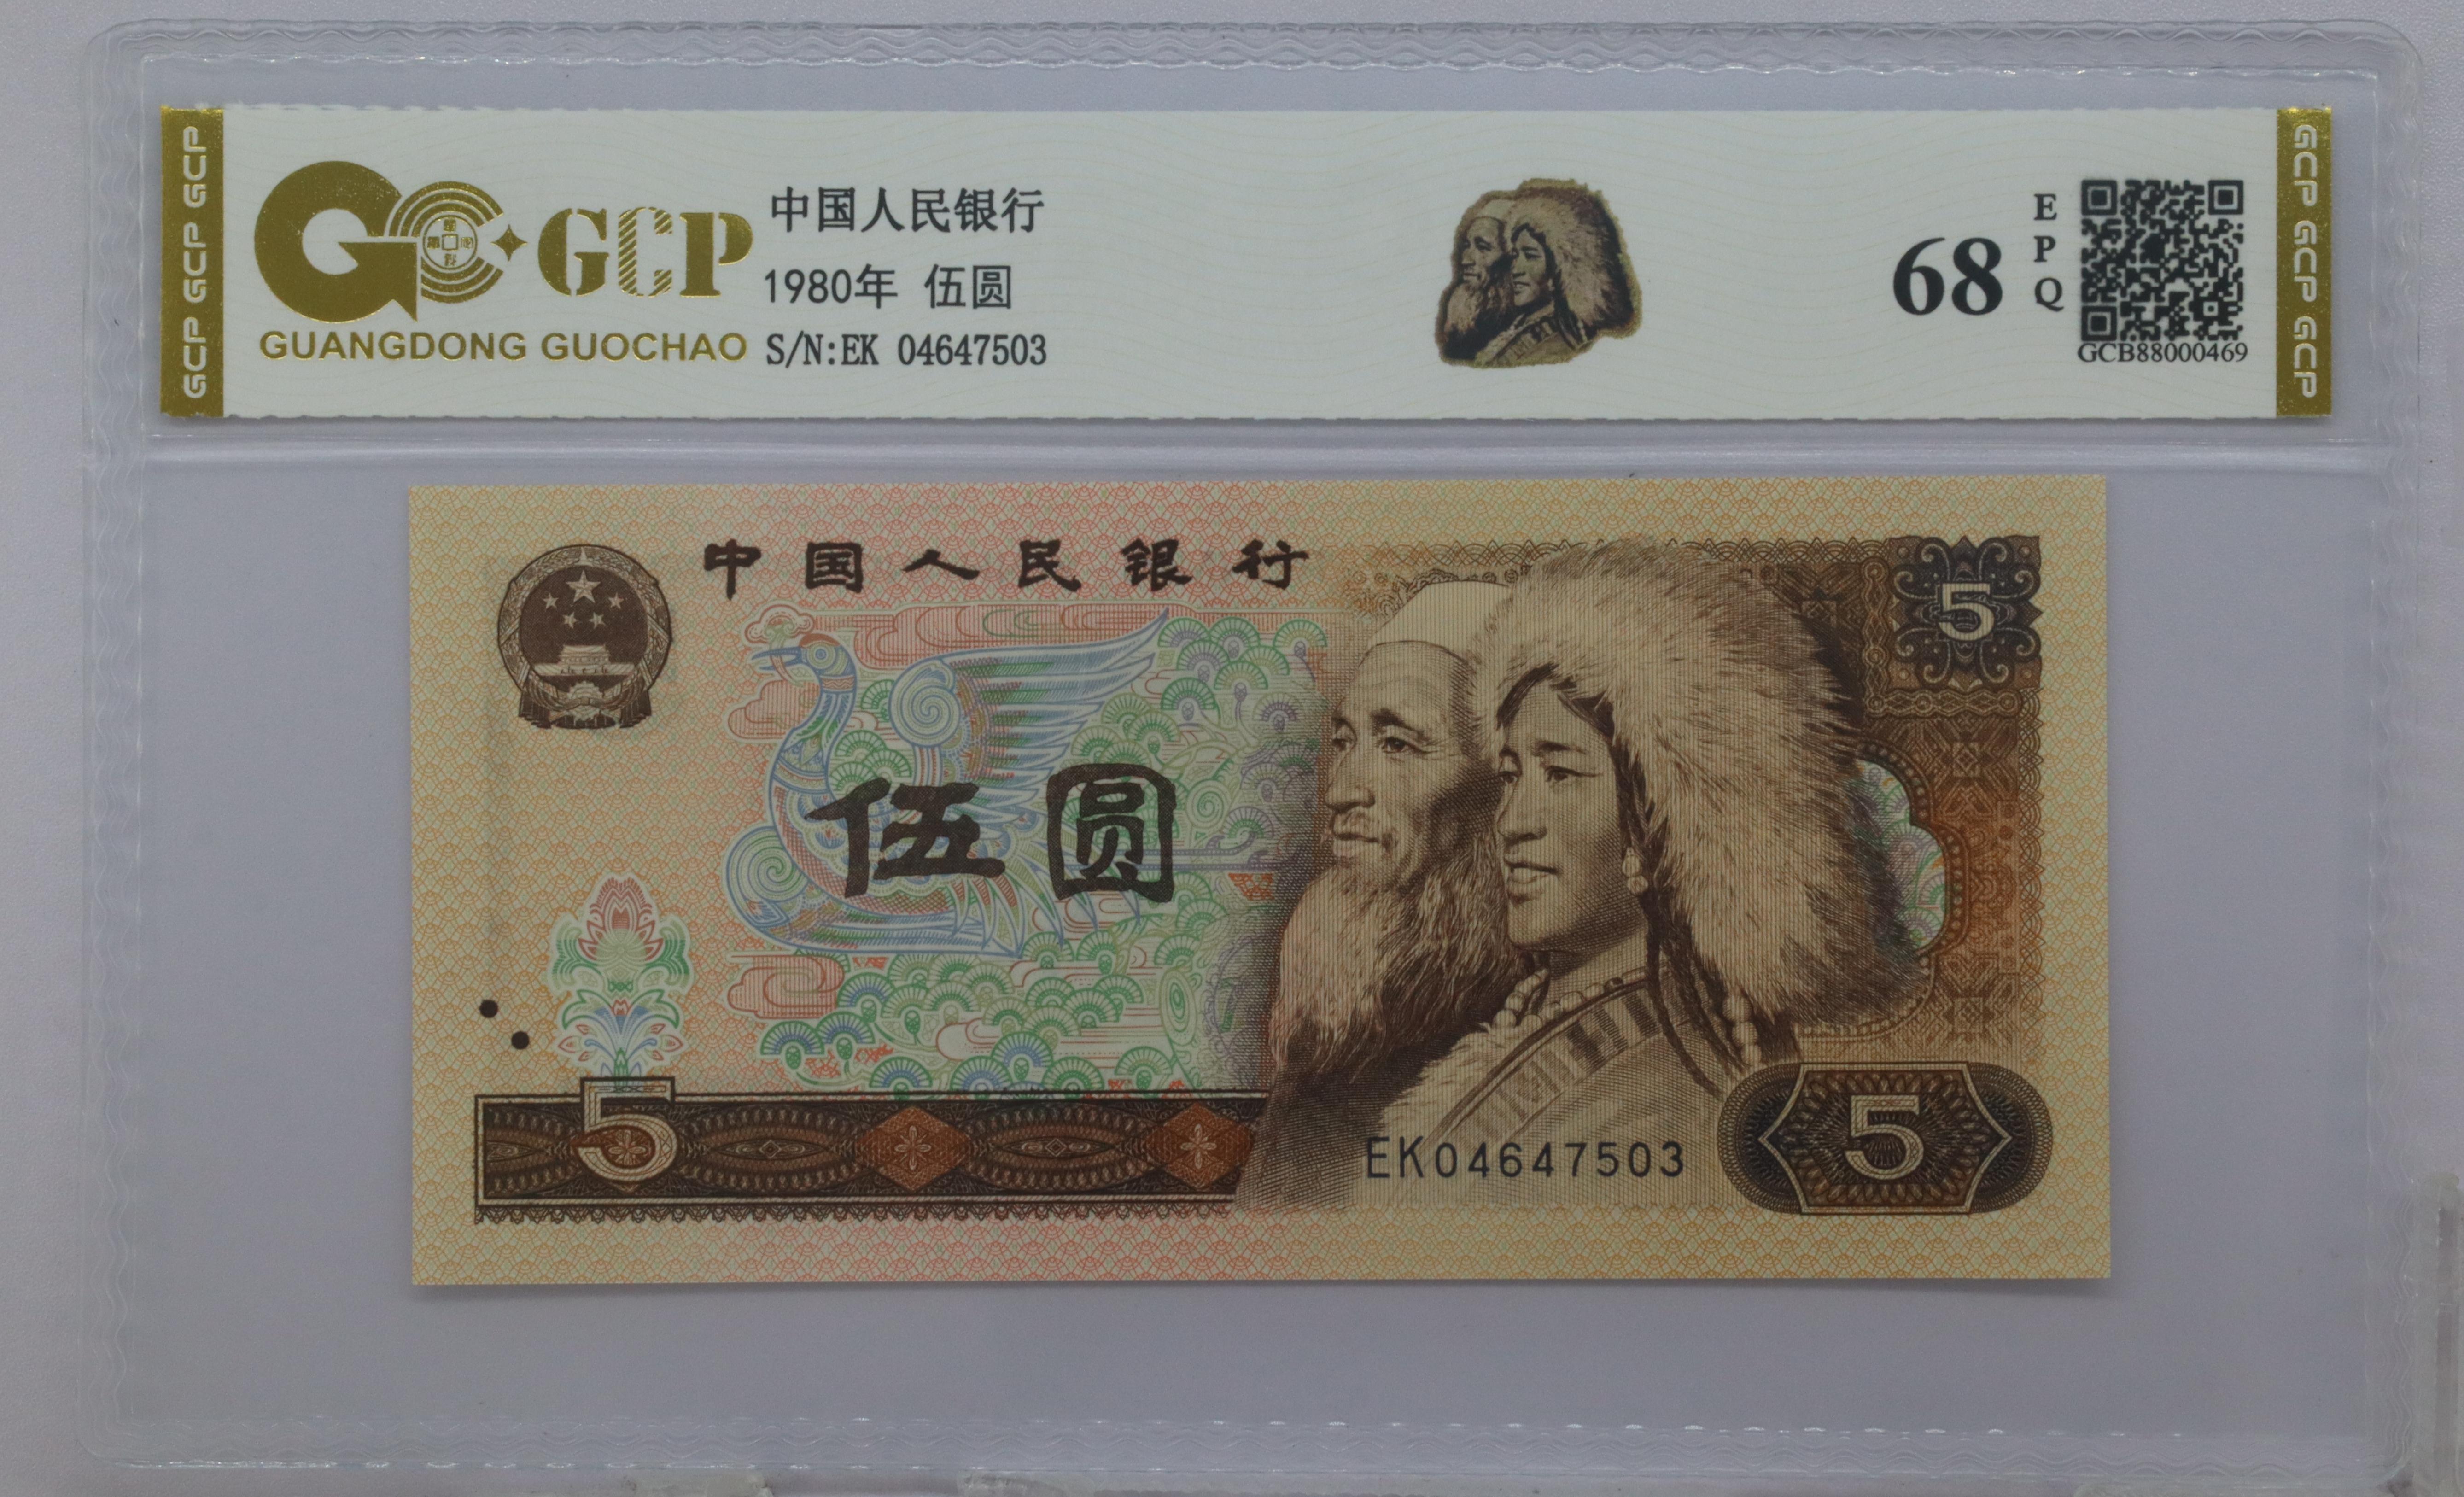 GCP GCP GCP
GCP
GUANGDONG GUOCHAO
中国人民银行
1980年 伍圆
S/N:EK 04647503
68
EPQ
GCB88000469
GCP GCP GCP
中国人民银行
5
伍圆
5
EK04647503
5